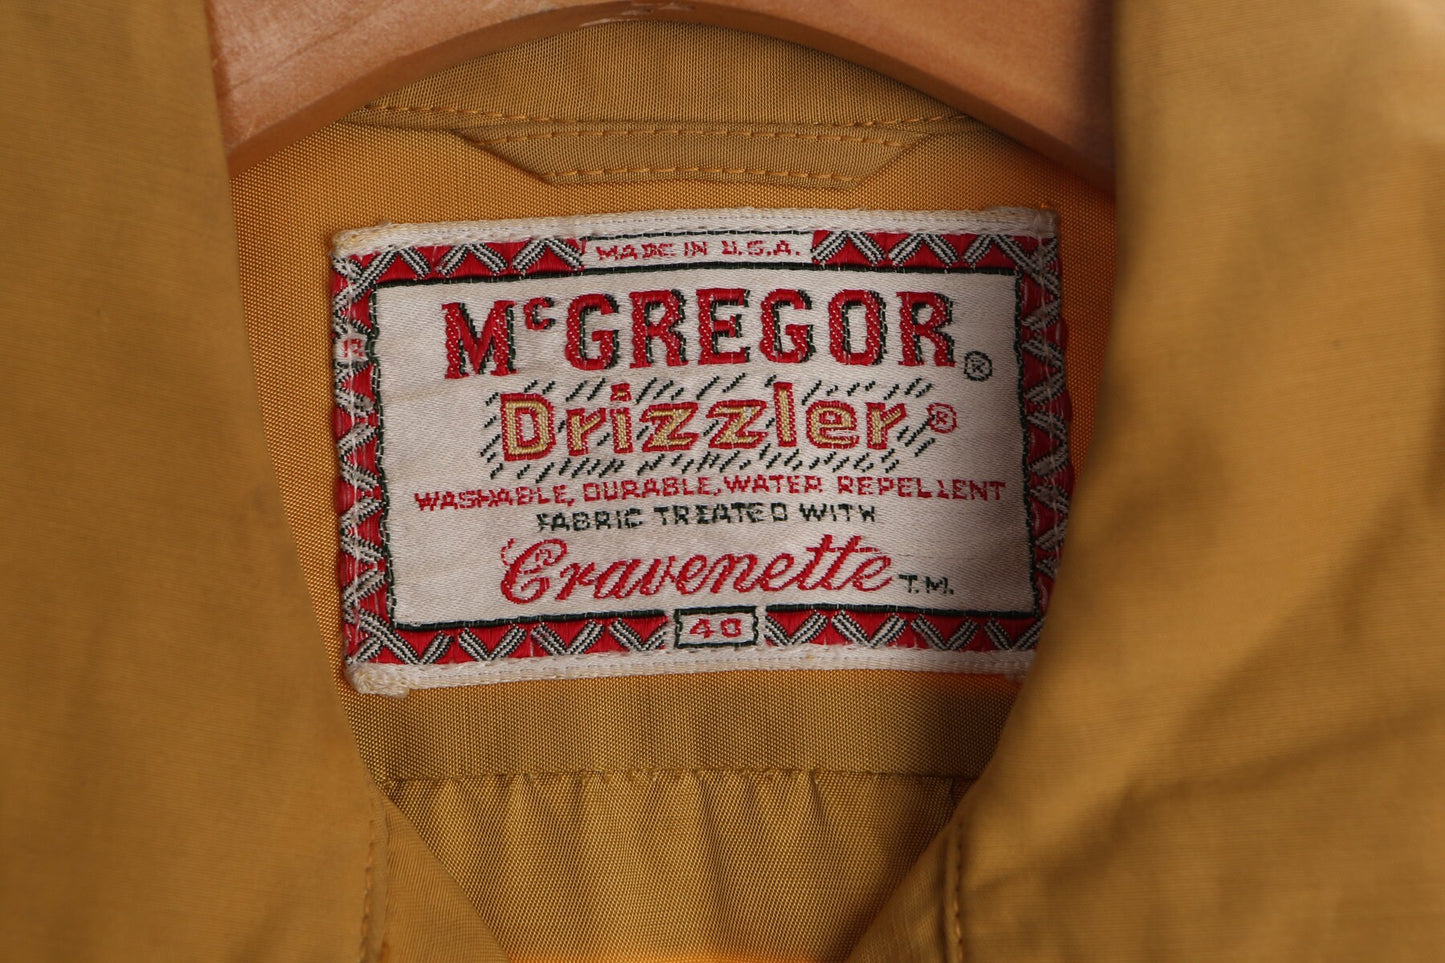 MADE IN U.S.A.
McGREGOR®
Drizzler®
WASHABLE, DURABLE, WATER REPELLENT
FABRIC TREATED WITH
Cravenette T.M.
40